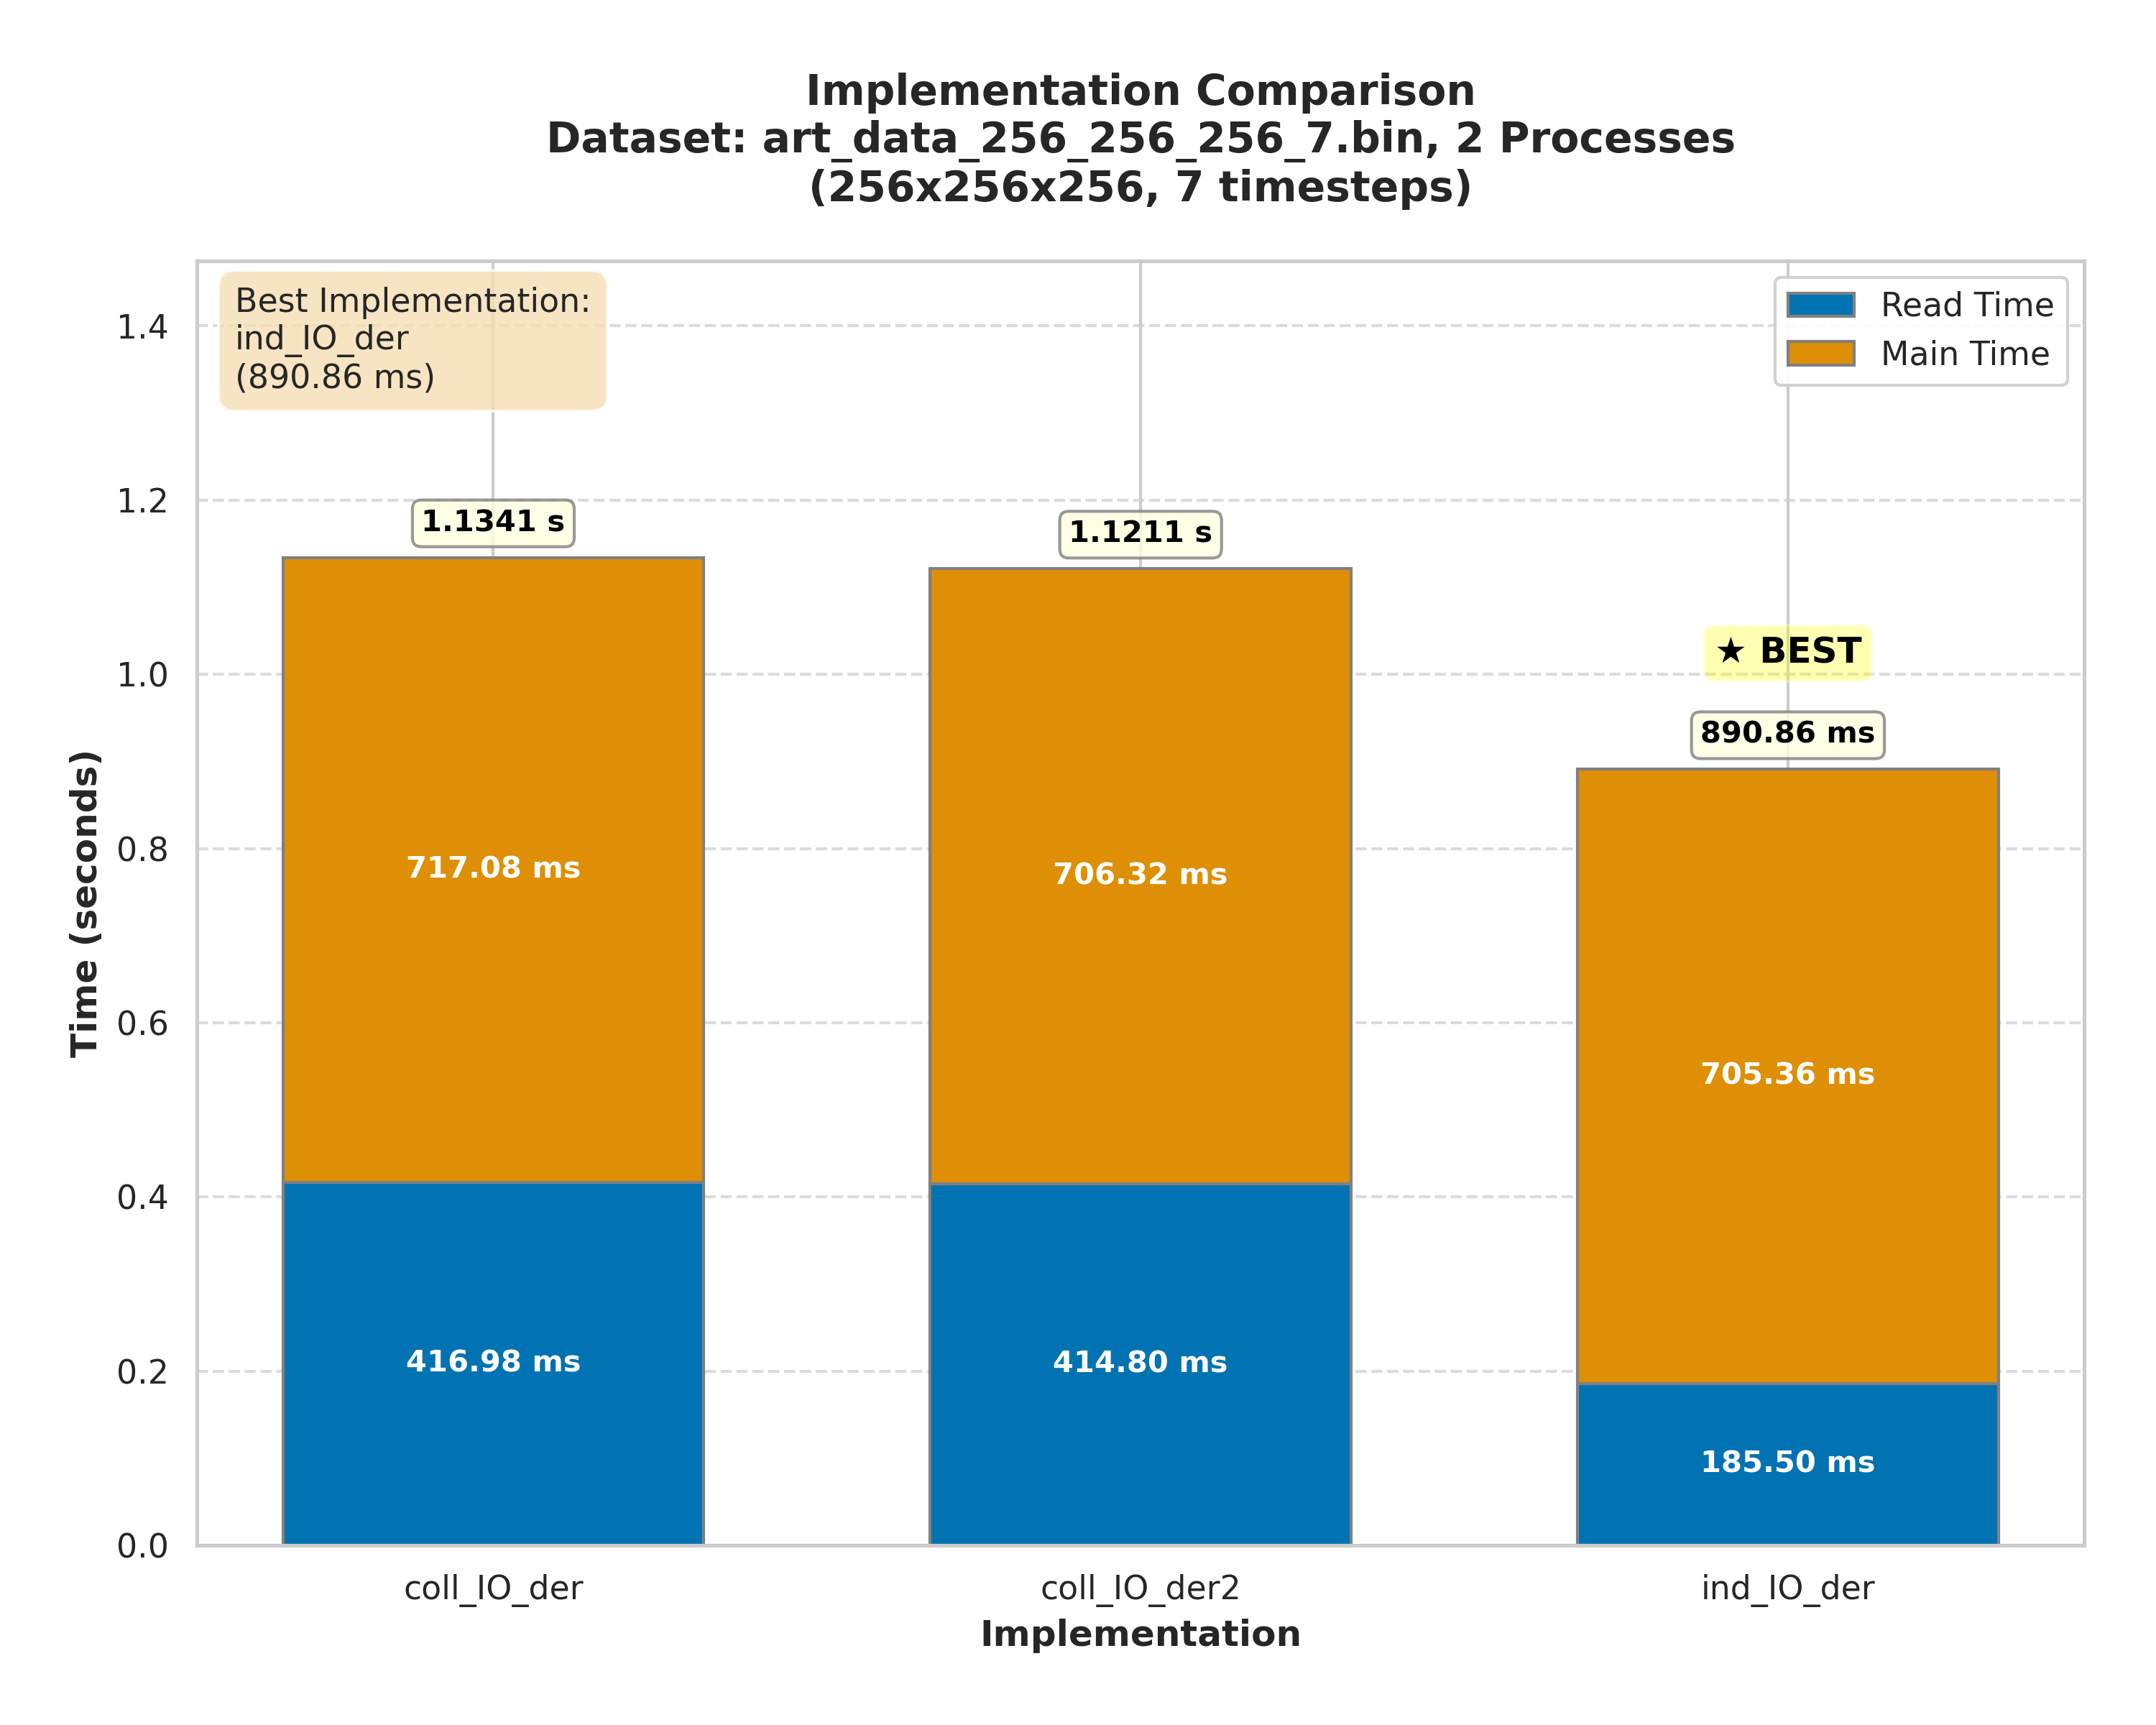 Implementation Comparison
Dataset: art_data_256_256_256_7.bin, 2 Processes
(256x256x256, 7 timesteps)
Best Implementation:
ind_IO_der
(890.86 ms)
Read Time
Main Time
1.4
1.2
1.0
0.8
0.6
0.4
0.2
0.0
Time (seconds)
1.1341 s
717.08 ms
416.98 ms
1.1211 s
706.32 ms
414.80 ms
★ BEST
890.86 ms
705.36 ms
185.50 ms
coll_IO_der
coll_IO_der2
ind_IO_der
Implementation